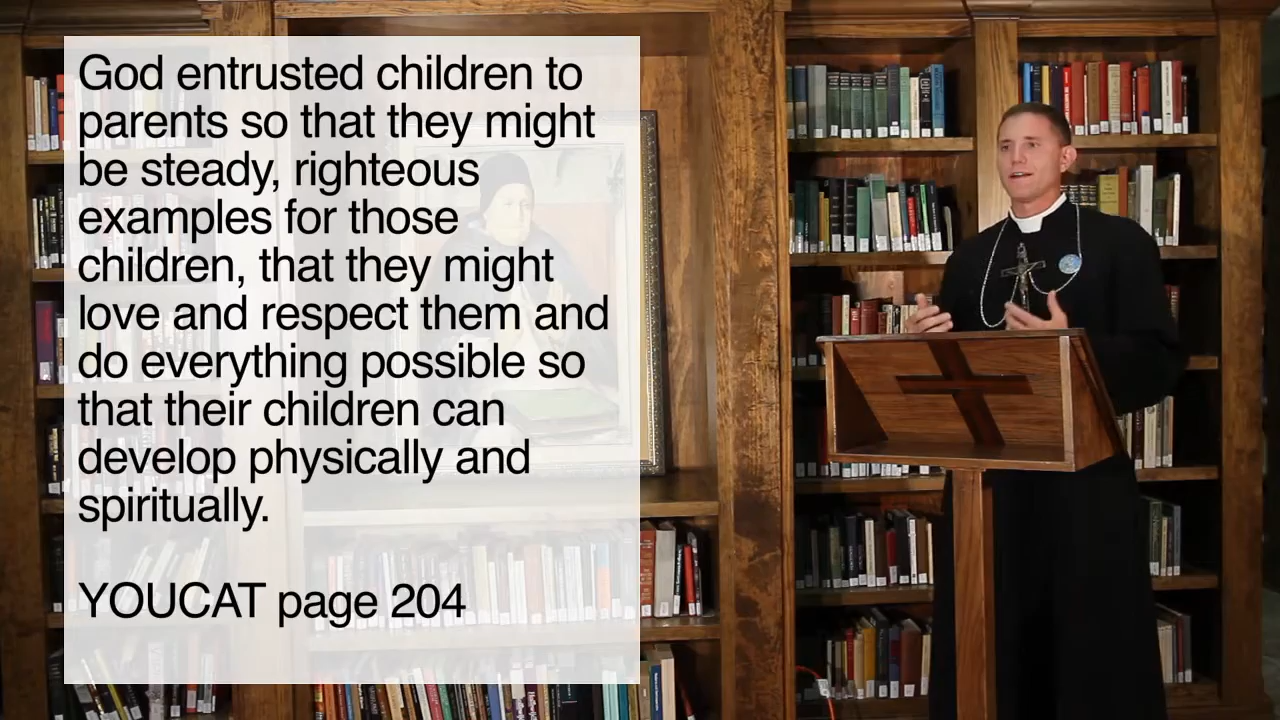 God entrusted children to
parents so that they might
be steady, righteous
examples for those
children, that they might
love and respect them and
do everything possible so
that their children can
develop physically and
spiritually.
YOUCAT page 204